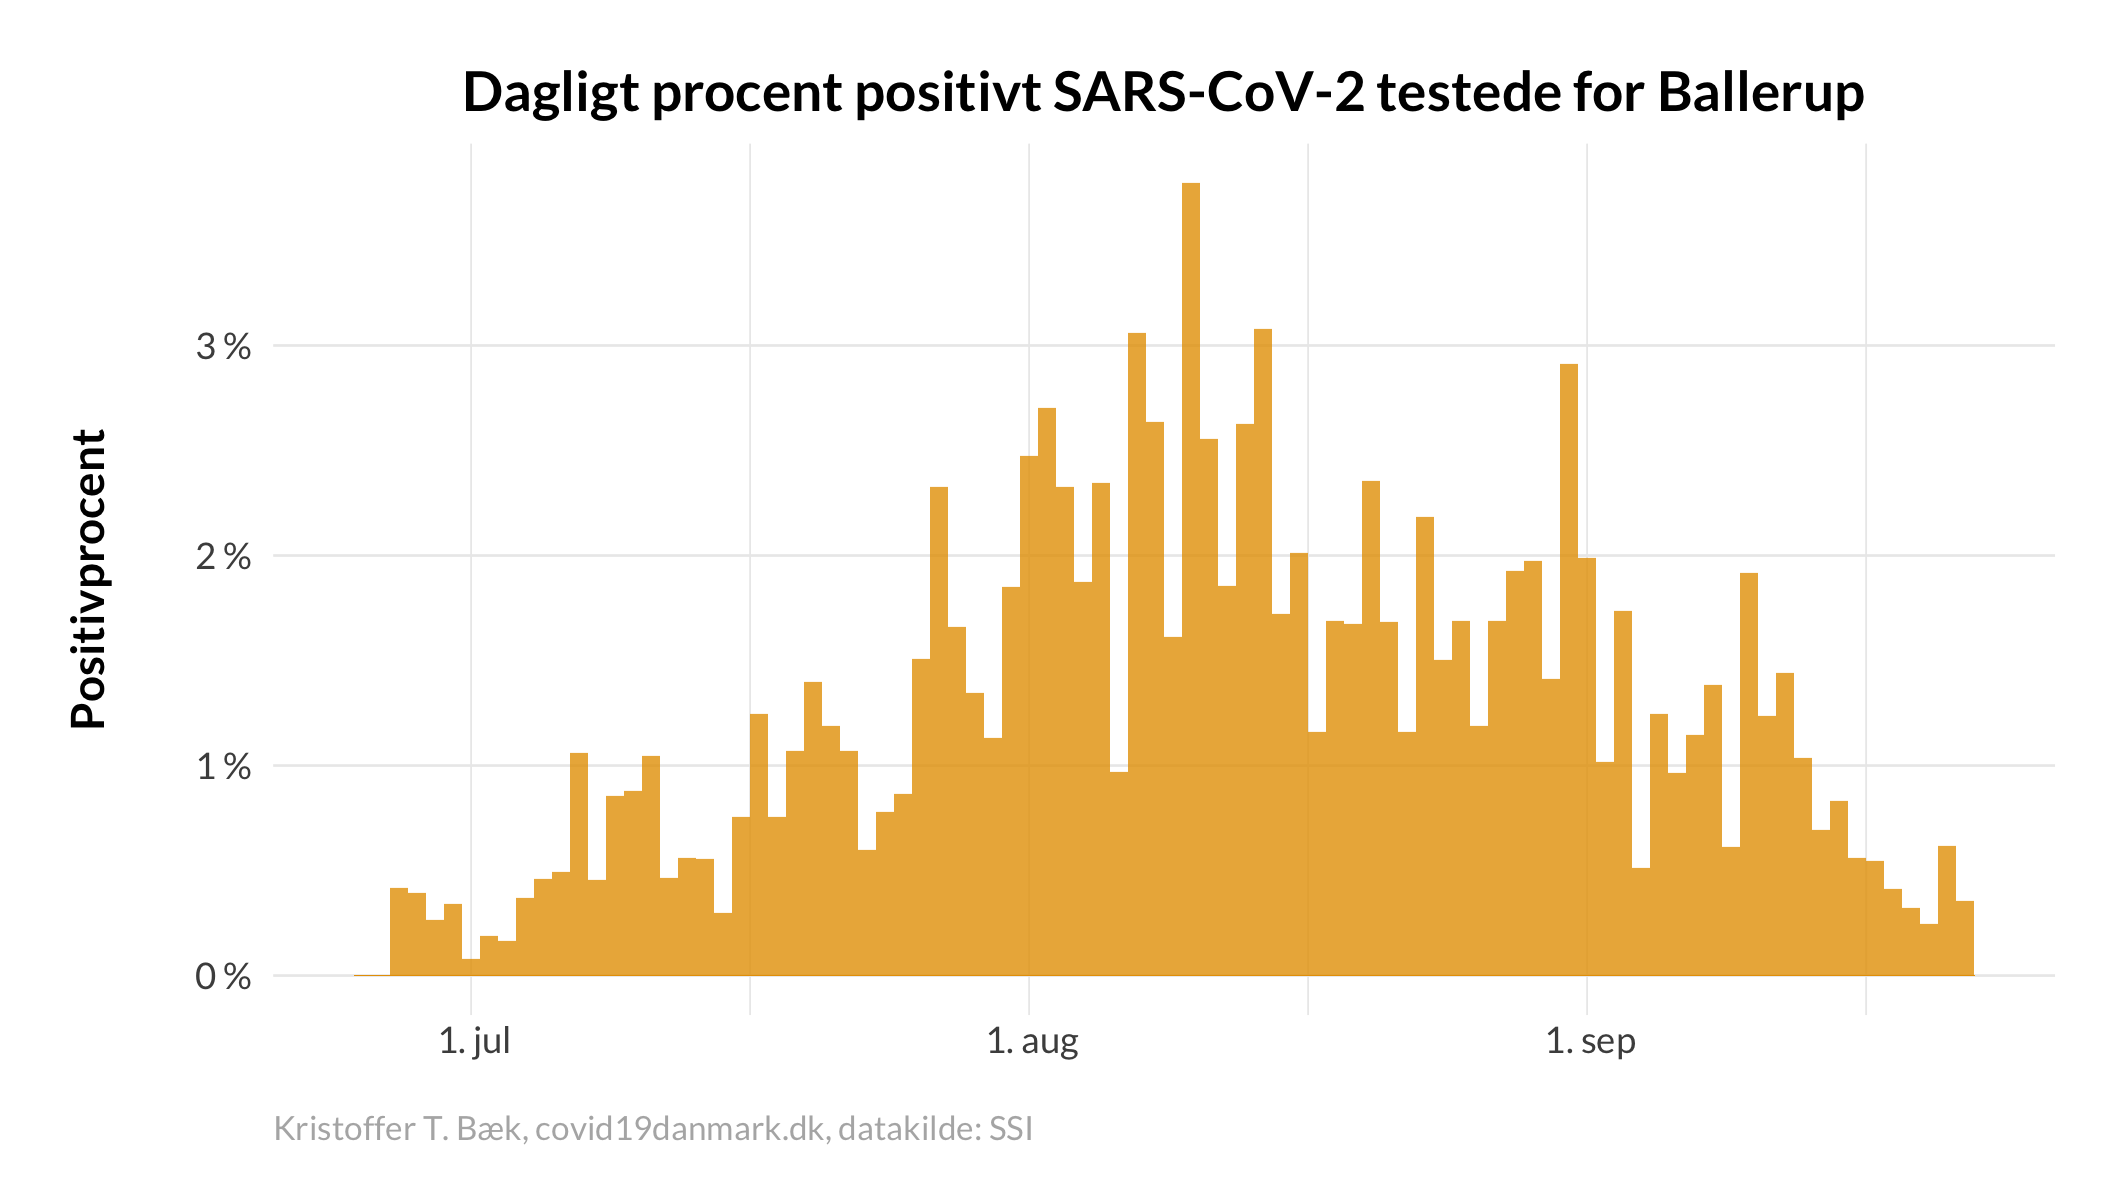 Dagligt procent positivt SARS-CoV-2 testede for Ballerup
Positivprocent
3 %
2 %
1 %
0 %
1. jul
1. aug
1. sep
Kristoffer T. Bæk, covid19danmark.dk, datakilde: SSI